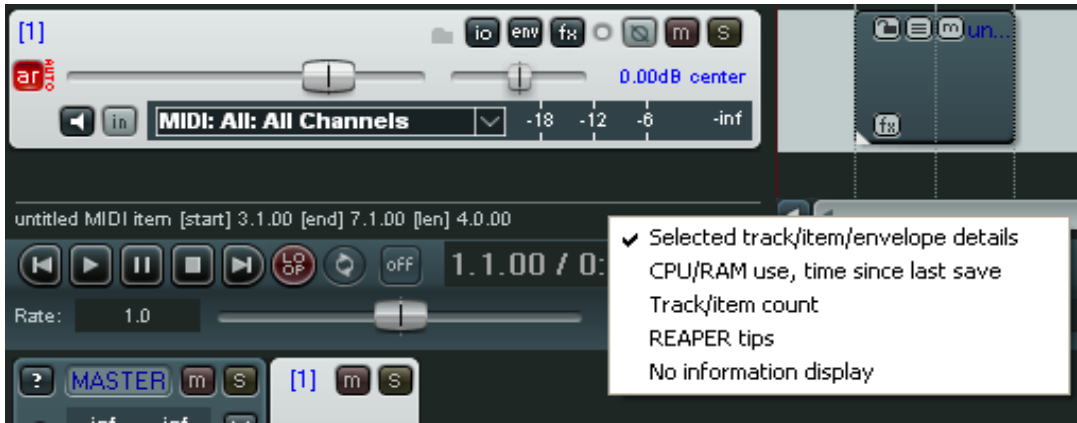 [1]
io env fx m S
ar AUTO
0.00dB center
in MIDI: All: All Channels -18 -12 -6 -inf
m un...
fx
untitled MIDI item [start] 3.1.00 [end] 7.1.00 [len] 4.0.00
LOOP off 1.1.00 / 0:
Rate: 1.0
Selected track/item/envelope details
CPU/RAM use, time since last save
Track/item count
REAPER tips
No information display
? MASTER m S [1] m S
-inf -inf